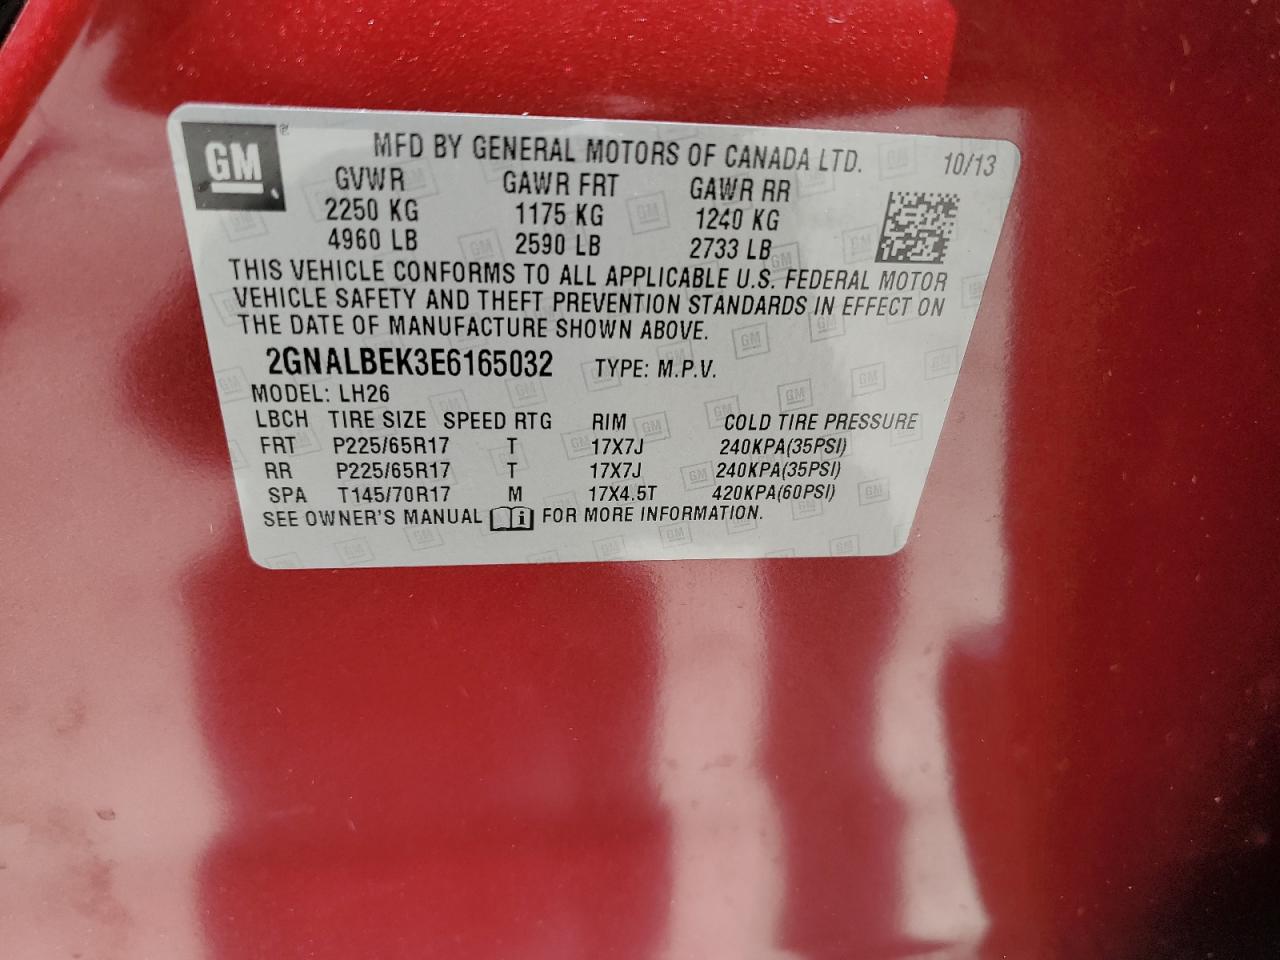 GM
MFD BY GENERAL MOTORS OF CANADA LTD. 10/13
GVWR GAWR FRT GAWR RR
2250 KG 1175 KG 1240 KG
4960 LB 2590 LB 2733 LB
THIS VEHICLE CONFORMS TO ALL APPLICABLE U.S. FEDERAL MOTOR
VEHICLE SAFETY AND THEFT PREVENTION STANDARDS IN EFFECT ON
THE DATE OF MANUFACTURE SHOWN ABOVE.
2GNALBEK3E6165032 TYPE: M.P.V.
MODEL: LH26
LBCH TIRE SIZE SPEED RTG RIM COLD TIRE PRESSURE
FRT P225/65R17 T 17X7J 240KPA(35PSI)
RR P225/65R17 T 17X7J 240KPA(35PSI)
SPA T145/70R17 M 17X4.5T 420KPA(60PSI)
SEE OWNER'S MANUAL FOR MORE INFORMATION.